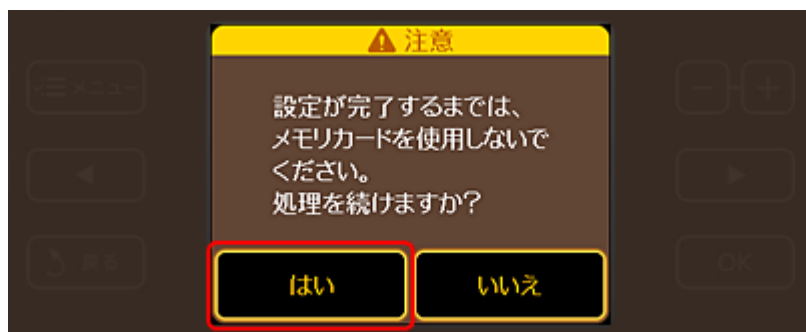 注意
メニュー
設定が完了するまでは、
メモリカードを使用しないで
ください。
処理を続けますか?
戻る
はい
いいえ
OK